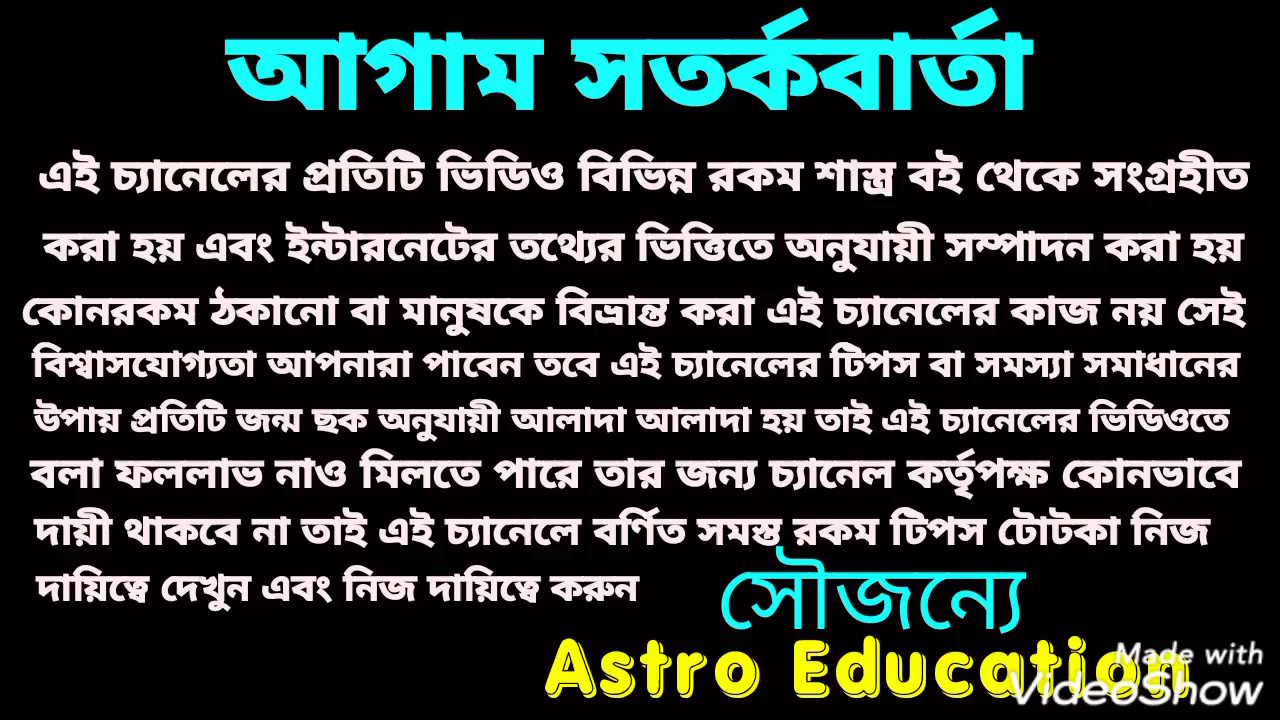 আগাম সতর্কবার্তা
এই চ্যানেলের প্রতিটি ভিডিও বিভিন্ন রকম শাস্ত্র বই থেকে সংগ্রহীত
করা হয় এবং ইন্টারনেটের তথ্যের ভিত্তিতে অনুযায়ী সম্পাদন করা হয়
কোনরকম ঠকানো বা মানুষকে বিভ্রান্ত করা এই চ্যানেলের কাজ নয় সেই
বিশ্বাসযোগ্যতা আপনারা পাবেন তবে এই চ্যানেলের টিপস বা সমস্যা সমাধানের
উপায় প্রতিটি জন্ম ছক অনুযায়ী আলাদা আলাদা হয় তাই এই চ্যানেলের ভিডিওতে
বলা ফললাভ নাও মিলতে পারে তার জন্য চ্যানেল কর্তৃপক্ষ কোনভাবে
দায়ী থাকবে না তাই এই চ্যানেলে বর্ণিত সমস্ত রকম টিপস টোটকা নিজ
দায়িত্বে দেখুন এবং নিজ দায়িত্বে করুন
সৌজন্যে
Astro Education
Made with
VideoShow